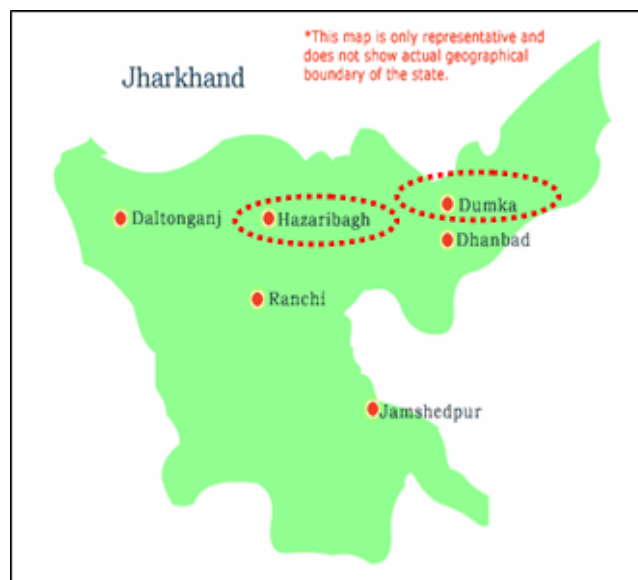 *This map is only representative and
does not show actual geographical
boundary of the state.
Jharkhand
Daltonganj
Hazaribagh
Dumka
Dhanbad
Ranchi
Jamshedpur